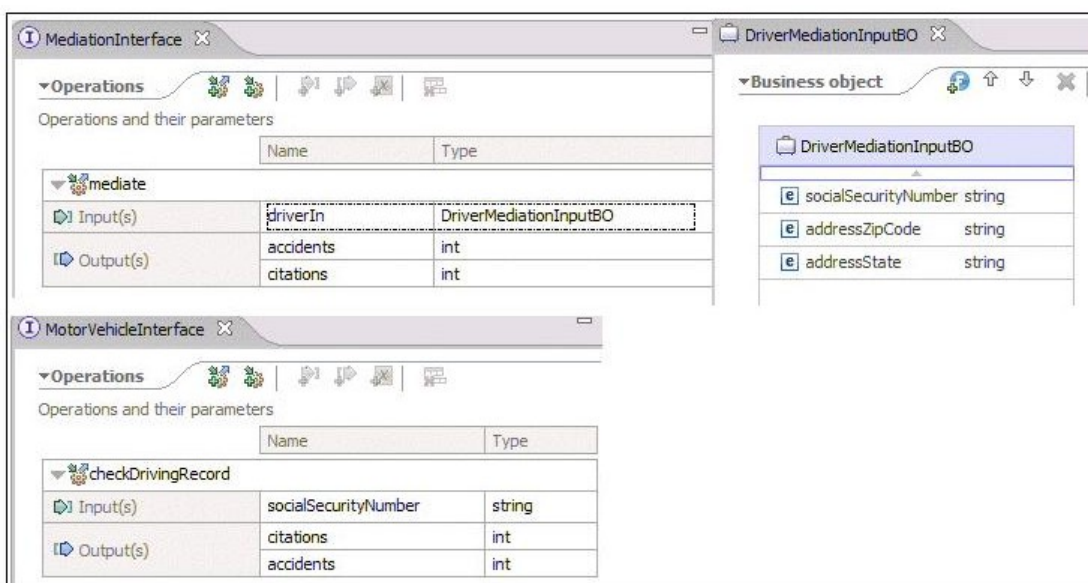 MediationInterface
Operations
Operations and their parameters
Name Type
mediate
Input(s) driverIn DriverMediationInputBO
Output(s) accidents int
citations int
DriverMediationInputBO
Business object
DriverMediationInputBO
e socialSecurityNumber string
e addressZipCode string
e addressState string
MotorVehicleInterface
Operations
Operations and their parameters
Name Type
checkDrivingRecord
Input(s) socialSecurityNumber string
Output(s) citations int
accidents int